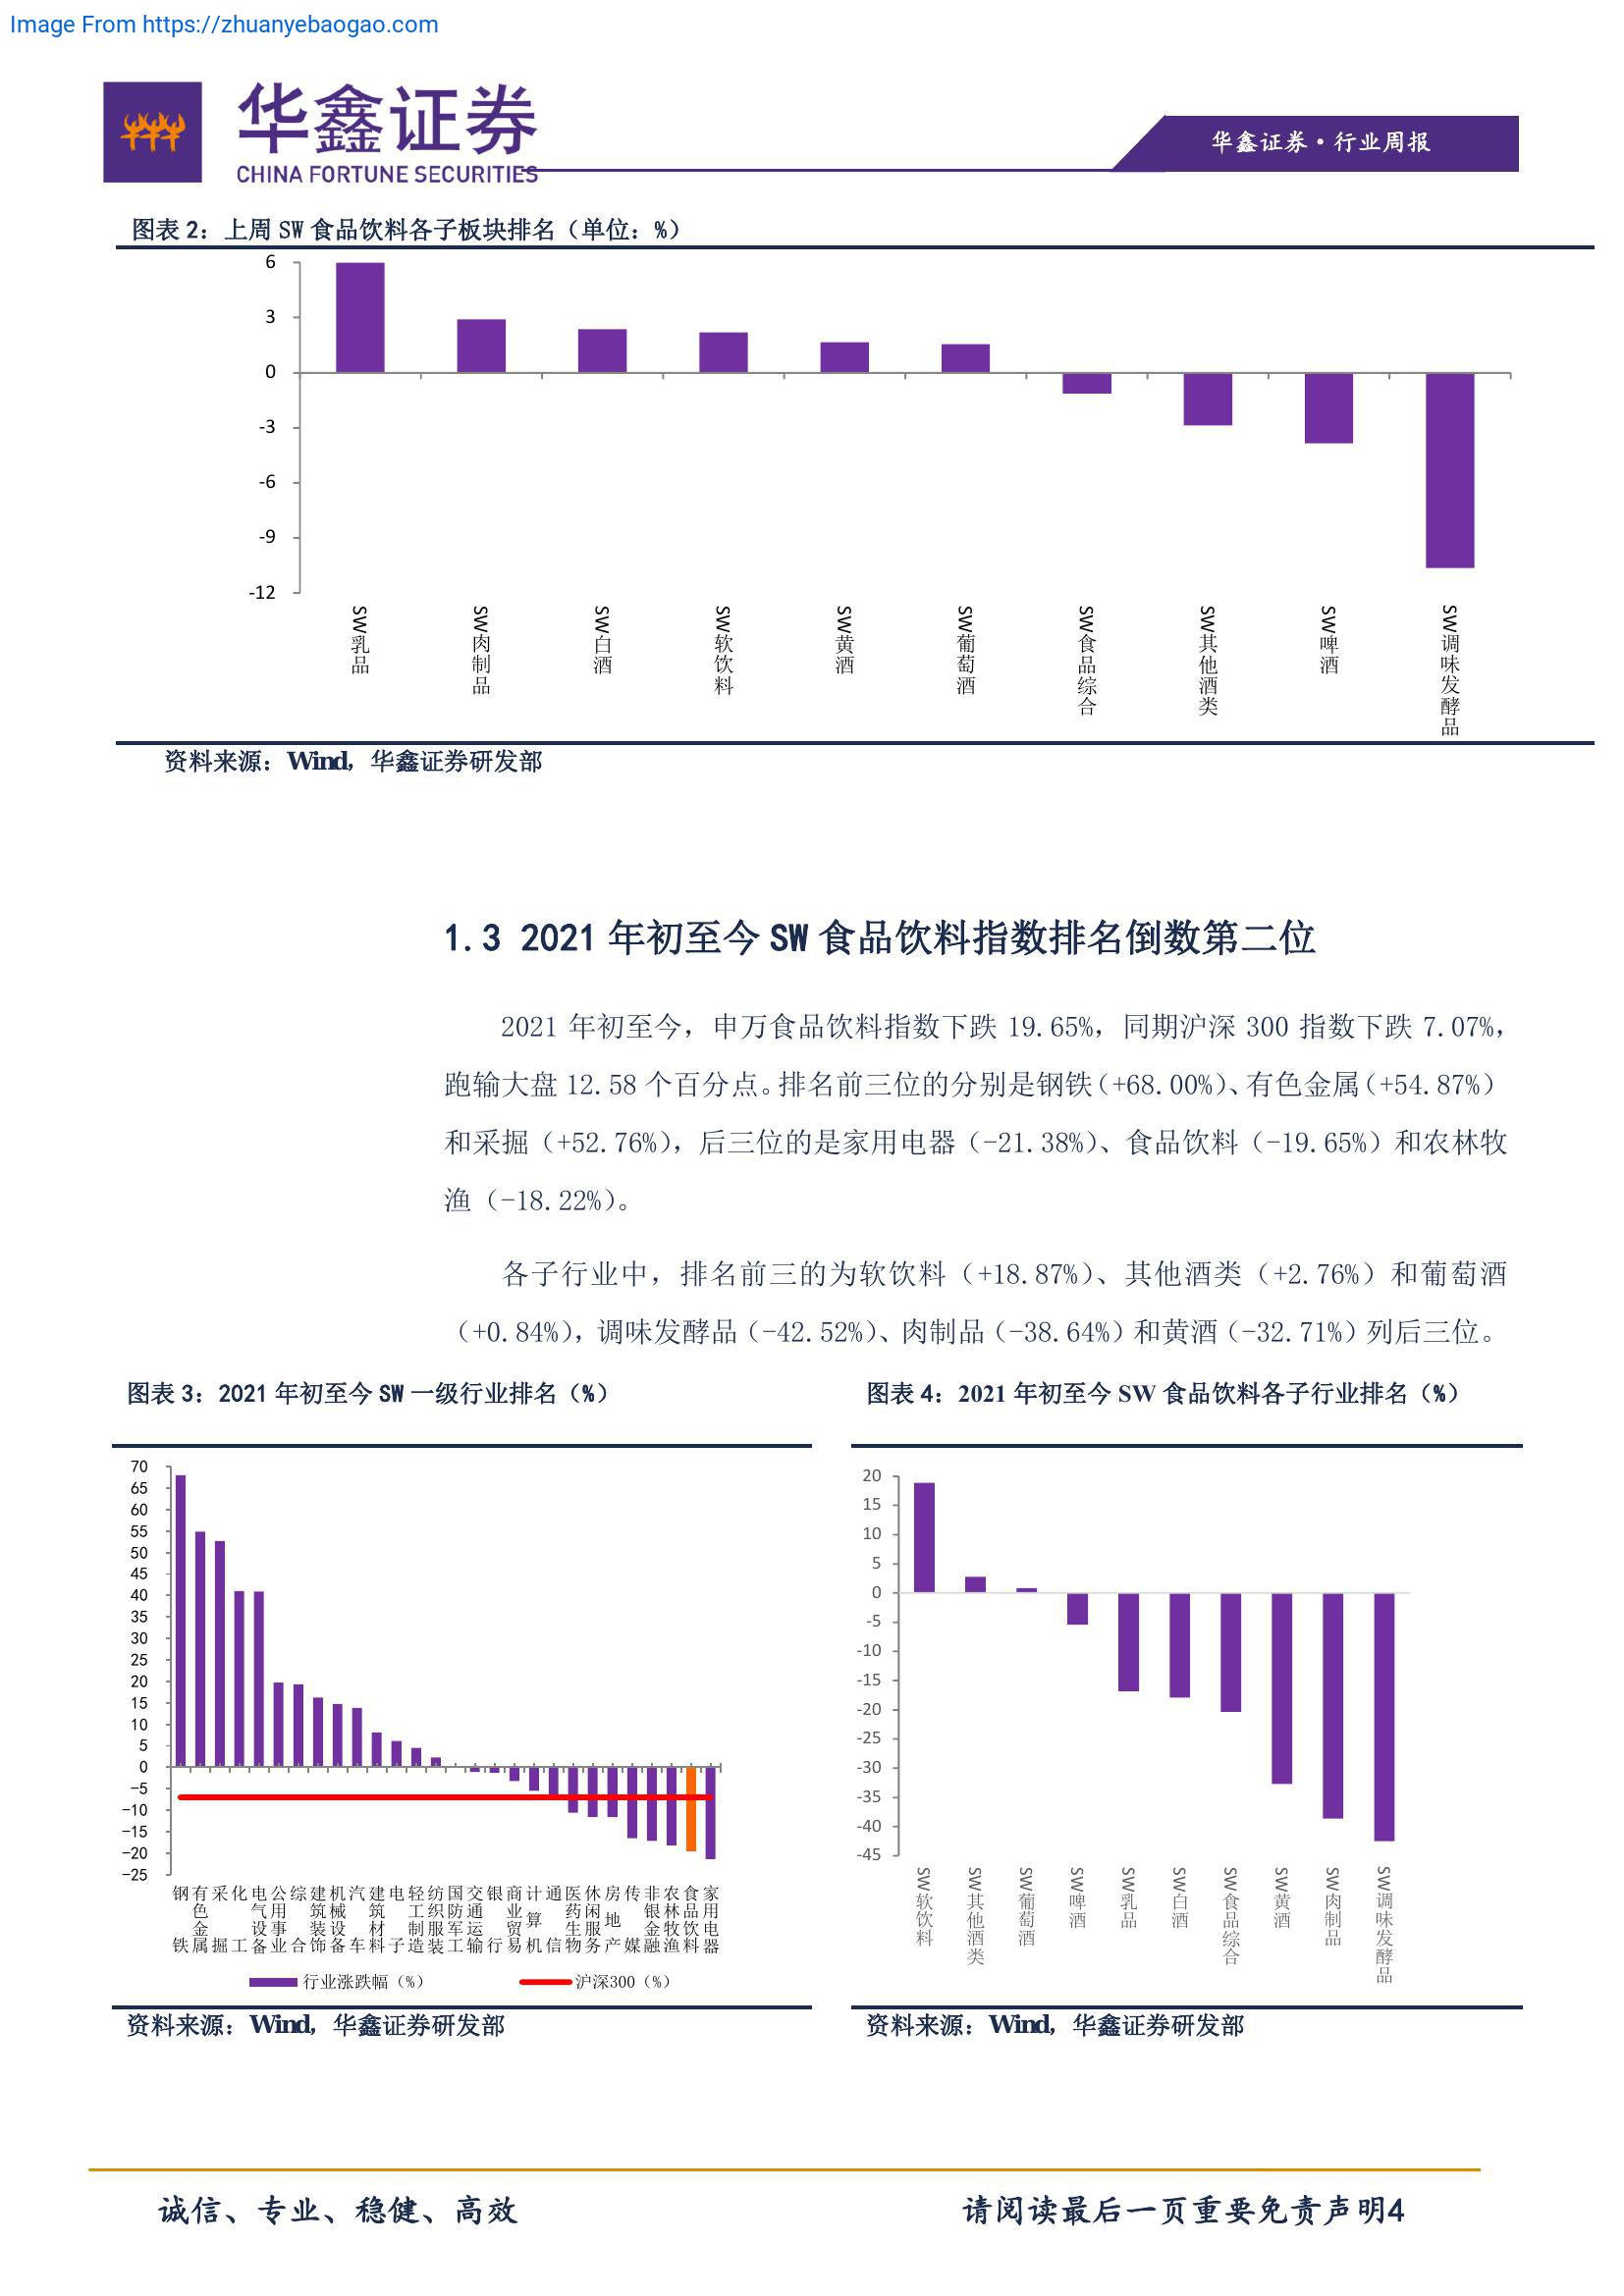 Image From https://zhuanyebaogao.com
华鑫证券
CHINA FORTUNE SECURITIES
华鑫证券·行业周报
图表 2：上周 SW 食品饮料各子板块排名（单位：%）
6
3
0
-3
-6
-9
-12
SW乳品
SW肉制品
SW白酒
SW软饮料
SW黄酒
SW葡萄酒
SW食品综合
SW其他酒类
SW啤酒
SW调味发酵品
资料来源：Wind，华鑫证券研发部
1.3 2021 年初至今 SW 食品饮料指数排名倒数第二位
2021 年初至今，申万食品饮料指数下跌 19.65%，同期沪深 300 指数下跌 7.07%，
跑输大盘 12.58 个百分点。排名前三位的分别是钢铁（+68.00%）、有色金属（+54.87%）
和采掘（+52.76%），后三位的是家用电器（-21.38%）、食品饮料（-19.65%）和农林牧
渔（-18.22%）。
各子行业中，排名前三的为软饮料（+18.87%）、其他酒类（+2.76%）和葡萄酒
（+0.84%），调味发酵品（-42.52%）、肉制品（-38.64%）和黄酒（-32.71%）列后三位。
图表 3：2021 年初至今 SW 一级行业排名（%）
70
65
60
55
50
45
40
35
30
25
20
15
10
5
0
-5
-10
-15
-20
-25
钢铁
有色金属
采掘
化工
电气设备
公用事业
综合
建筑装饰
机械设备
汽车
建筑材料
电子
轻工制造
纺织服装
国防军工
交通运输
银行
商业贸易
计算机
通信
医药生物
休闲服务
房地产
传媒
非银金融
农林牧渔
食品饮料
家用电器
行业涨跌幅（%）
沪深300（%）
资料来源：Wind，华鑫证券研发部
图表 4：2021 年初至今 SW 食品饮料各子行业排名（%）
20
15
10
5
0
-5
-10
-15
-20
-25
-30
-35
-40
-45
SW软饮料
SW其他酒类
SW葡萄酒
SW啤酒
SW乳品
SW白酒
SW食品综合
SW黄酒
SW肉制品
SW调味发酵品
资料来源：Wind，华鑫证券研发部
诚信、专业、稳健、高效
请阅读最后一页重要免责声明4